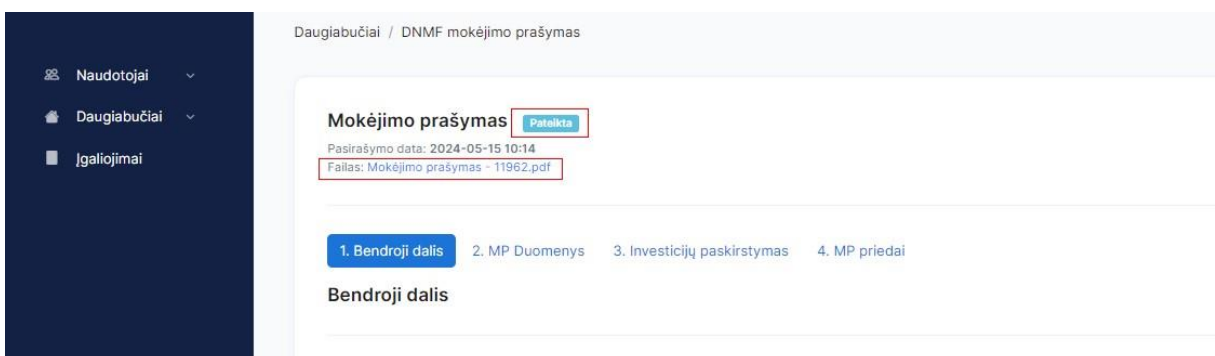 Daugiabučiai / DNMF mokėjimo prašymas
Naudotojai
Daugiabučiai
Įgaliojimai
Mokėjimo prašymas Pateikta
Pasirašymo data: 2024-05-15 10:14
Failas: Mokėjimo prašymas - 11962.pdf
1. Bendroji dalis 2. MP Duomenys 3. Investicijų paskirstymas 4. MP priedai
Bendroji dalis